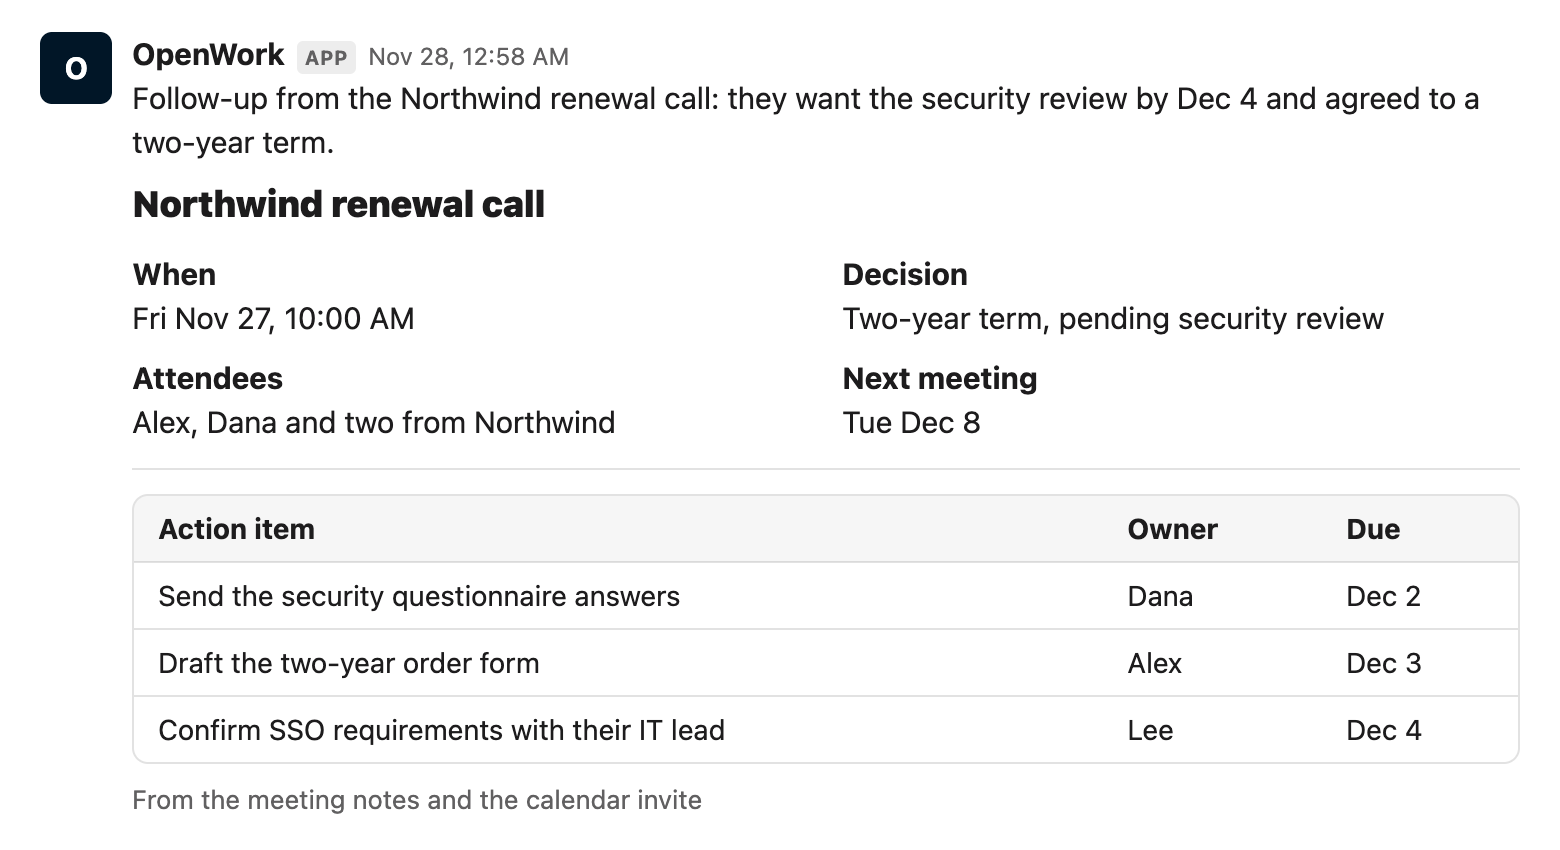 O
OpenWork APP Nov 28, 12:58 AM
Follow-up from the Northwind renewal call: they want the security review by Dec 4 and agreed to a
two-year term.
Northwind renewal call
When
Fri Nov 27, 10:00 AM
Decision
Two-year term, pending security review
Attendees
Alex, Dana and two from Northwind
Next meeting
Tue Dec 8
Action item Owner Due
Send the security questionnaire answers Dana Dec 2
Draft the two-year order form Alex Dec 3
Confirm SSO requirements with their IT lead Lee Dec 4
From the meeting notes and the calendar invite